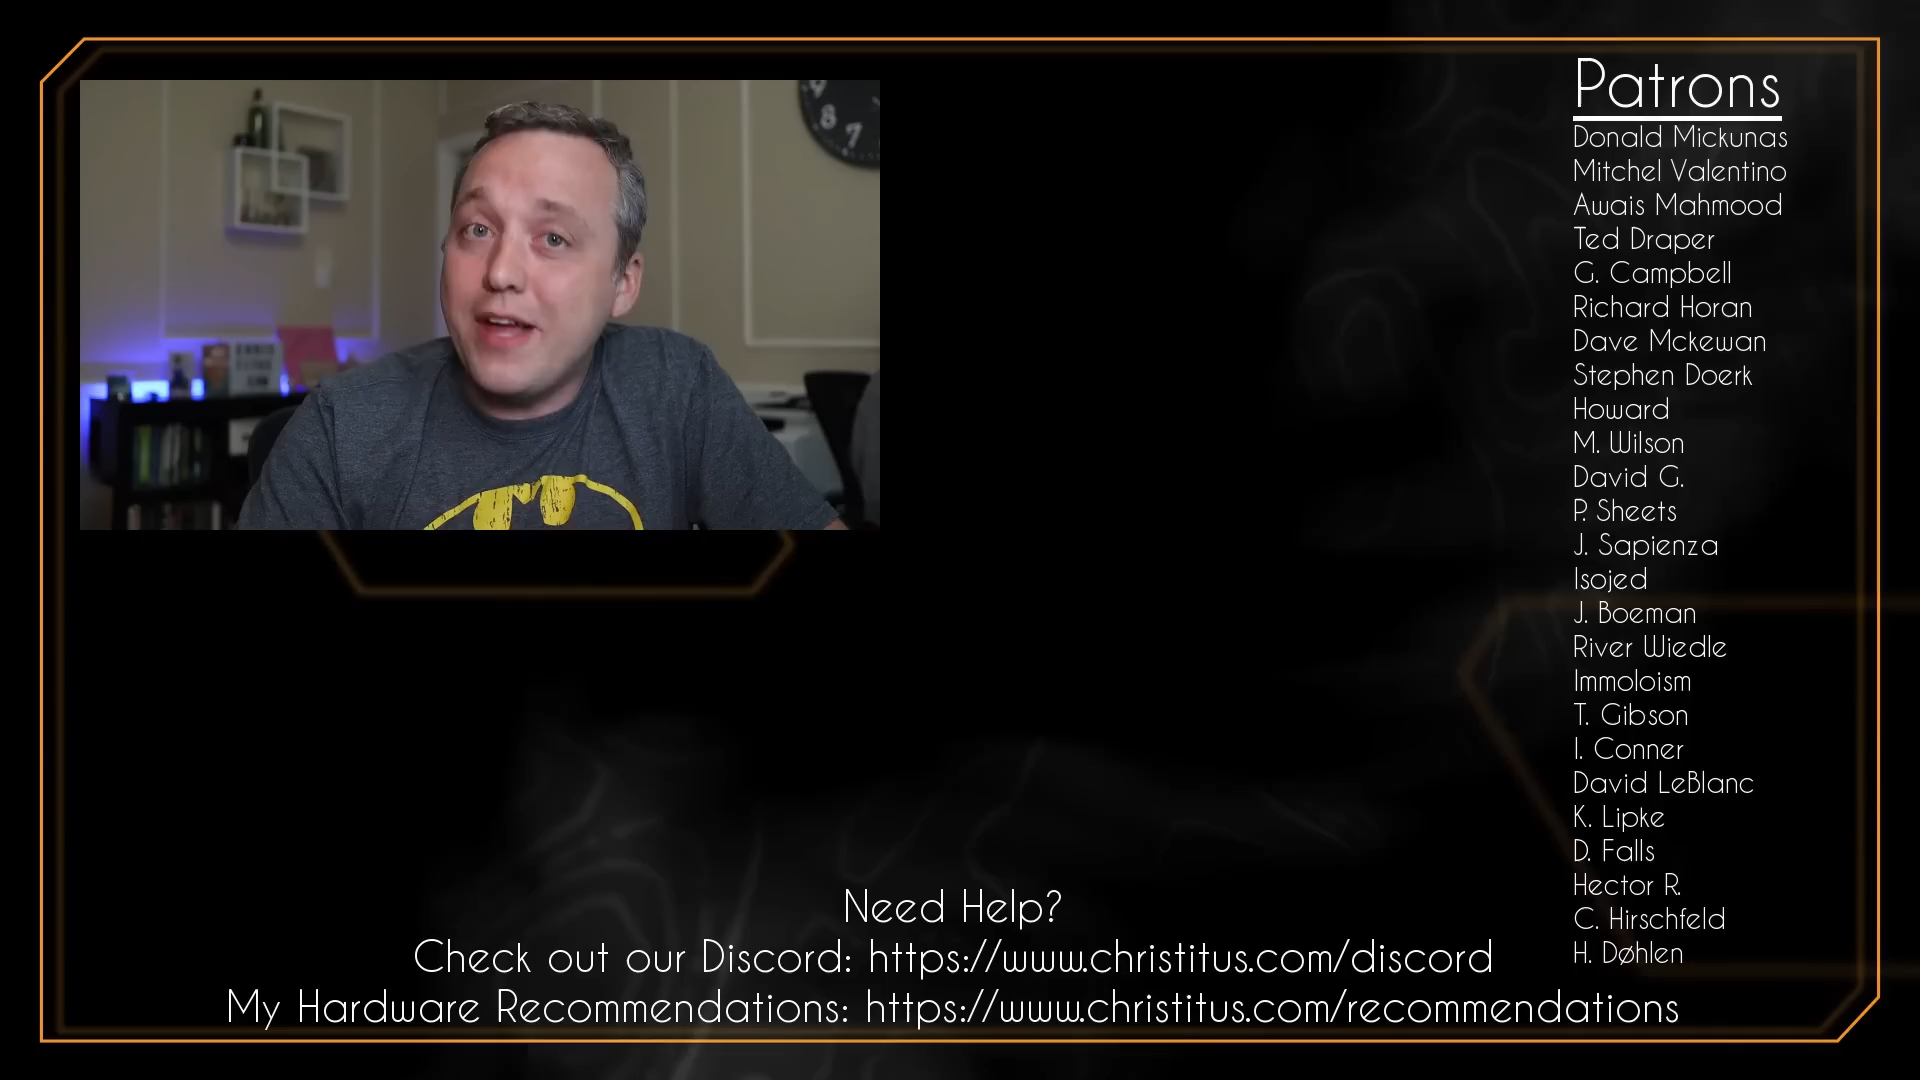 8
7
Patrons
Donald Mickunas
Mitchel Valentino
Awais Mahmood
Ted Draper
G. Campbell
Richard Horan
Dave Mckewan
Stephen Doerk
Howard
M. Wilson
David G.
P. Sheets
J. Sapienza
Isojed
J. Boeman
River Wiedle
Immoloism
T. Gibson
I. Conner
David LeBlanc
K. Lipke
D. Falls
Hector R.
C. Hirschfeld
H. Døhlen
Need Help?
Check out our Discord: https://www.christitus.com/discord
My Hardware Recommendations: https://www.christitus.com/recommendations